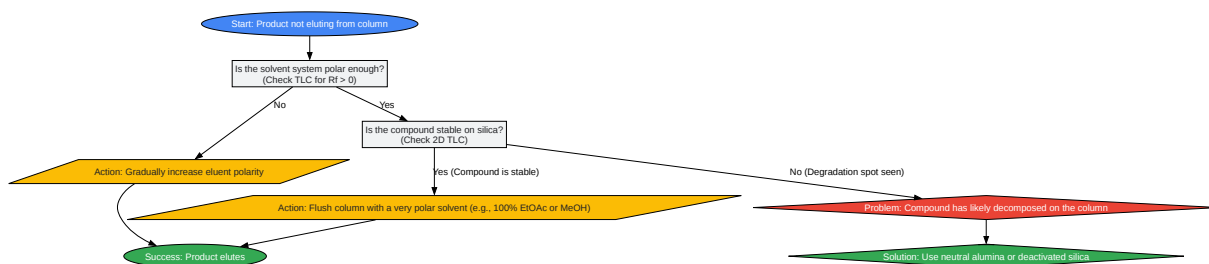 Start: Product not eluting from column
Is the solvent system polar enough?
(Check TLC for Rf > 0)
No
Yes
Is the compound stable on silica?
(Check 2D TLC)
Action: Gradually increase eluent polarity
Yes (Compound is stable)
No (Degradation spot seen)
Action: Flush column with a very polar solvent (e.g., 100% EtOAc or MeOH)
Problem: Compound has likely decomposed on the column
Success: Product elutes
Solution: Use neutral alumina or deactivated silica